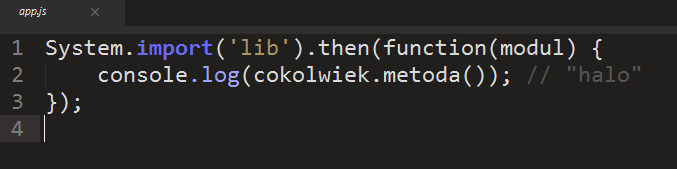 app.js ×
1 System.import('lib').then(function(modul) {
2     console.log(cokolwiek.metoda()); // "halo"
3 });
4